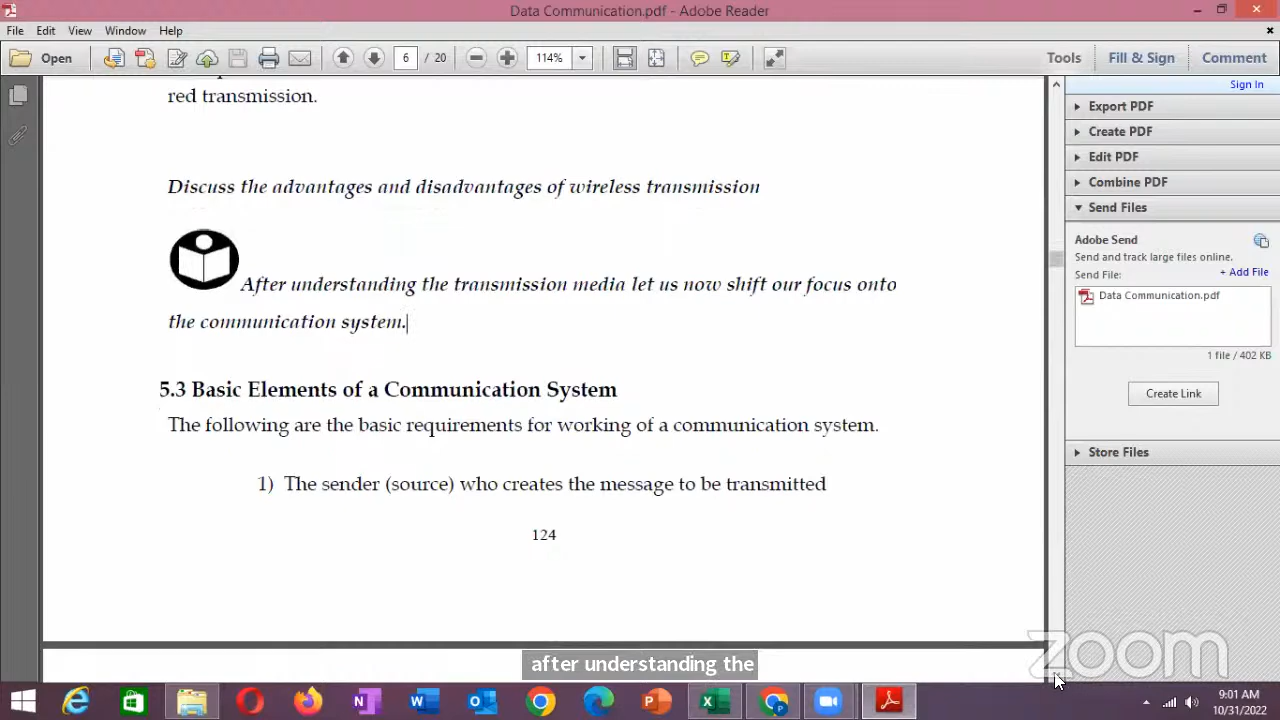 Data Communication.pdf - Adobe Reader
File Edit View Window Help
Open 6 / 20 114% Tools Fill & Sign Comment
Sign In
red transmission.
Discuss the advantages and disadvantages of wireless transmission
After understanding the transmission media let us now shift our focus onto
the communication system.
5.3 Basic Elements of a Communication System
The following are the basic requirements for working of a communication system.
1) The sender (source) who creates the message to be transmitted
124
Export PDF
Create PDF
Edit PDF
Combine PDF
Send Files
Adobe Send
Send and track large files online.
Send File: + Add File
Data Communication.pdf
1 file / 402 KB
Create Link
Store Files
zoom
after understanding the
9:01 AM
10/31/2022